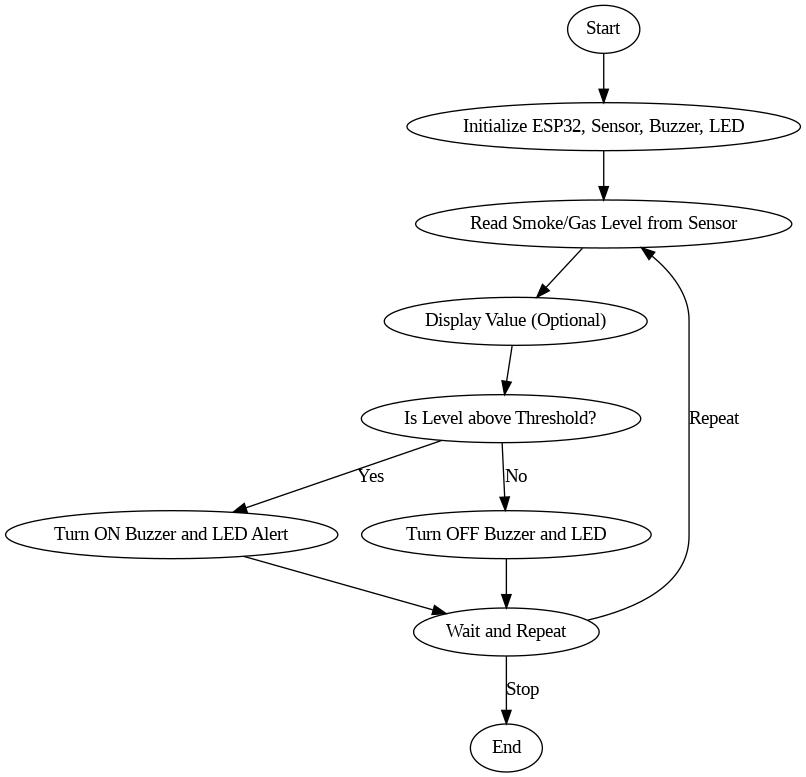 Start
Initialize ESP32, Sensor, Buzzer, LED
Read Smoke/Gas Level from Sensor
Display Value (Optional)
Is Level above Threshold?
Repeat
Yes
No
Turn ON Buzzer and LED Alert
Turn OFF Buzzer and LED
Wait and Repeat
Stop
End